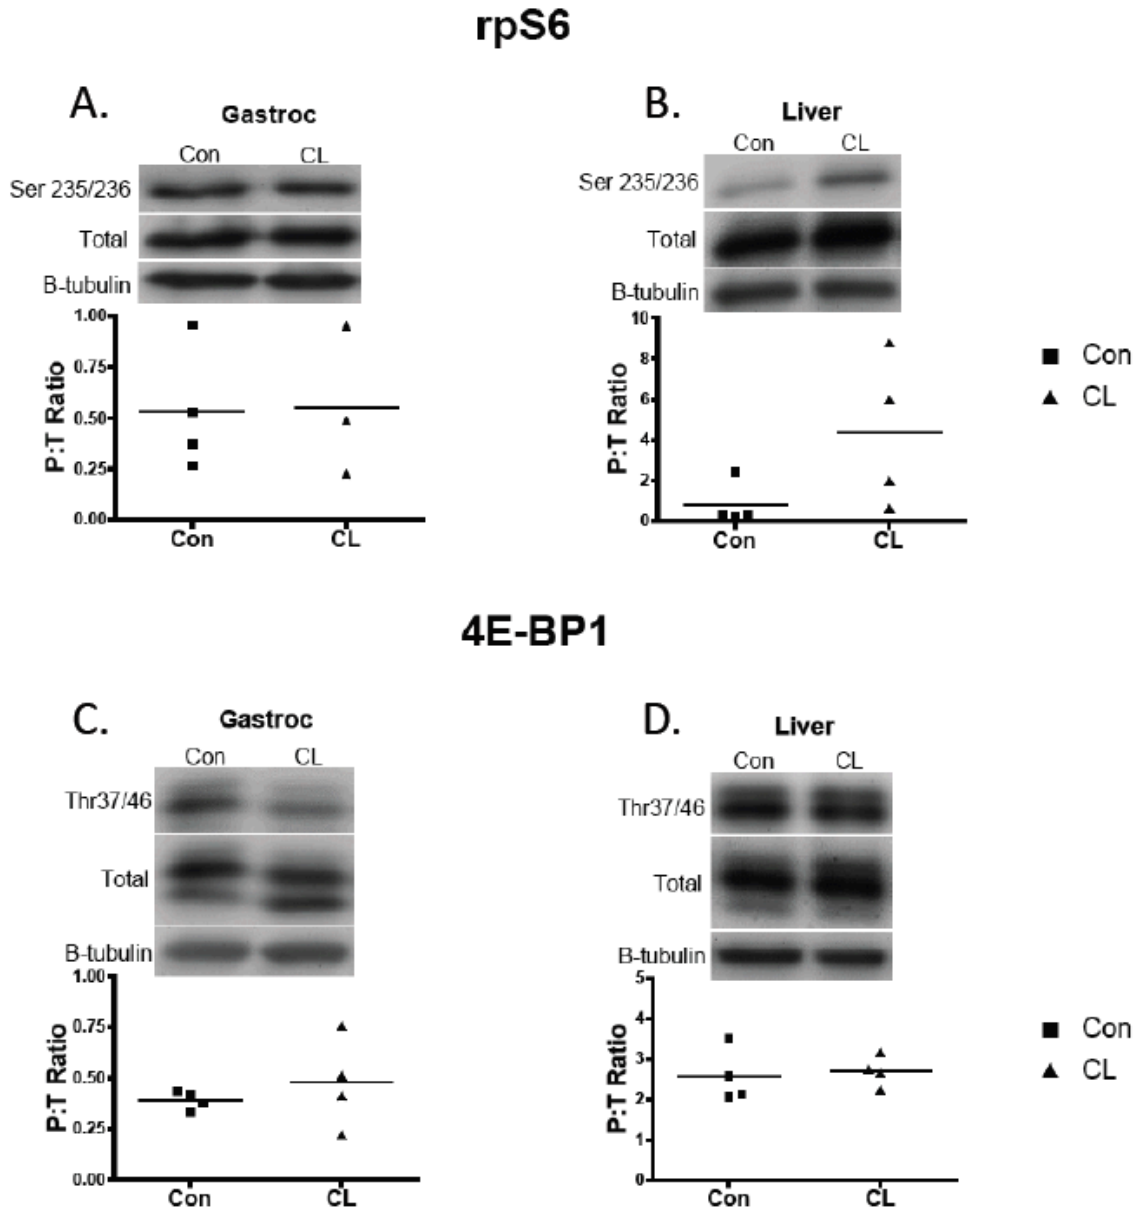 rpS6
A.
Gastroc
Con CL
Ser 235/236
Total
B-tubulin
1.00
0.75
0.50
0.25
0.00
P:T Ratio
Con CL
B.
Liver
Con CL
Ser 235/236
Total
B-tubulin
10
8
6
4
2
0
P:T Ratio
Con CL
Con
CL
4E-BP1
C.
Gastroc
Con CL
Thr37/46
Total
B-tubulin
1.00
0.75
0.50
0.25
0.00
P:T Ratio
Con CL
D.
Liver
Con CL
Thr37/46
Total
B-tubulin
5
4
3
2
1
0
P:T Ratio
Con CL
Con
CL